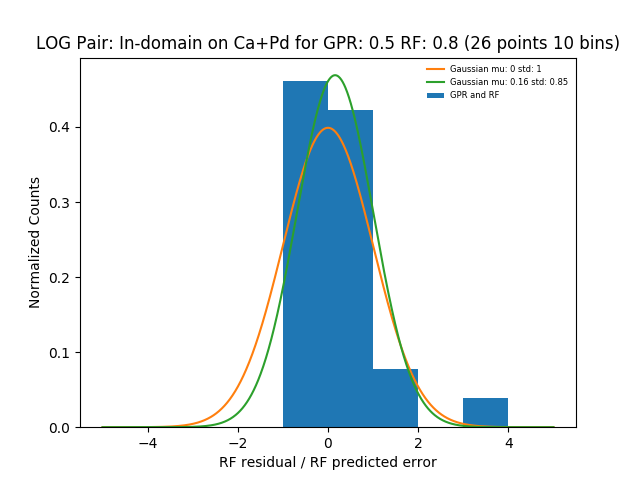 LOG Pair: In-domain on Ca+Pd for GPR: 0.5 RF: 0.8 (26 points 10 bins)
Gaussian mu: 0 std: 1
Gaussian mu: 0.16 std: 0.85
GPR and RF
Normalized Counts
0.4
0.3
0.2
0.1
0.0
−4 −2 0 2 4
RF residual / RF predicted error